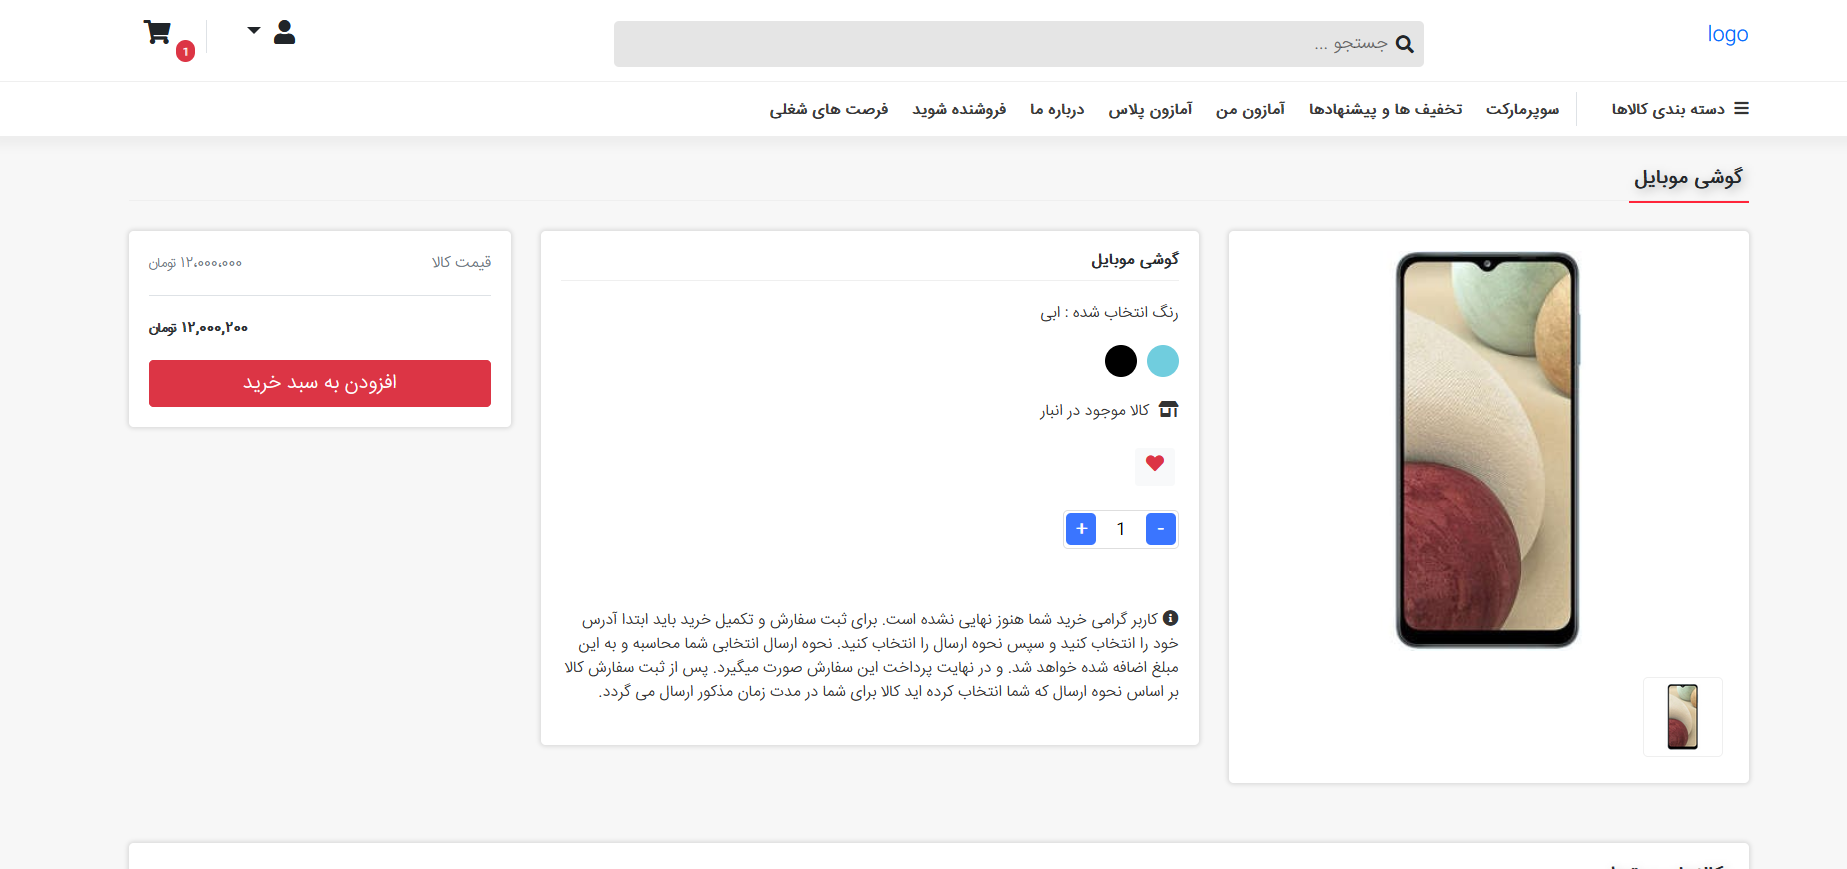 logo
جستجو ...
1
دسته بندی کالاها
سوپرمارکت
تخفیف ها و پیشنهادها
آمازون من
آمازون پلاس
درباره ما
فروشنده شوید
فرصت های شغلی
گوشی موبایل
گوشی موبایل
رنگ انتخاب شده : ابی
کالا موجود در انبار
- 1 +
کاربر گرامی خرید شما هنوز نهایی نشده است. برای ثبت سفارش و تکمیل خرید باید ابتدا آدرس
خود را انتخاب کنید و سپس نحوه ارسال را انتخاب کنید. نحوه ارسال انتخابی شما محاسبه و به این
مبلغ اضافه شده خواهد شد. و در نهایت پرداخت این سفارش صورت میگیرد. پس از ثبت سفارش کالا
بر اساس نحوه ارسال که شما انتخاب کرده اید کالا برای شما در مدت زمان مذکور ارسال می گردد.
قیمت کالا
۱۲،۰۰۰،۰۰۰ تومان
۱۲,۰۰۰,۲۰۰ تومان
افزودن به سبد خرید